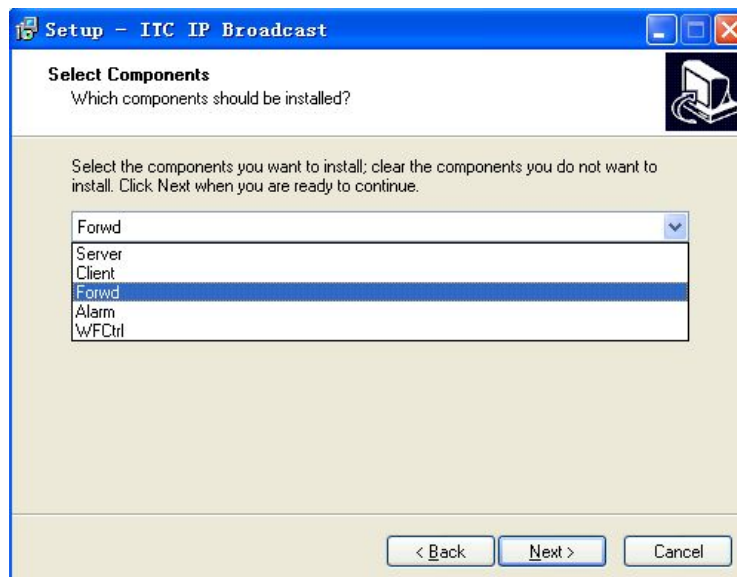 Setup - ITC IP Broadcast
Select Components
Which components should be installed?
Select the components you want to install; clear the components you do not want to
install. Click Next when you are ready to continue.
Forwd
Server
Client
Forwd
Alarm
WFCtrl
< Back
Next >
Cancel